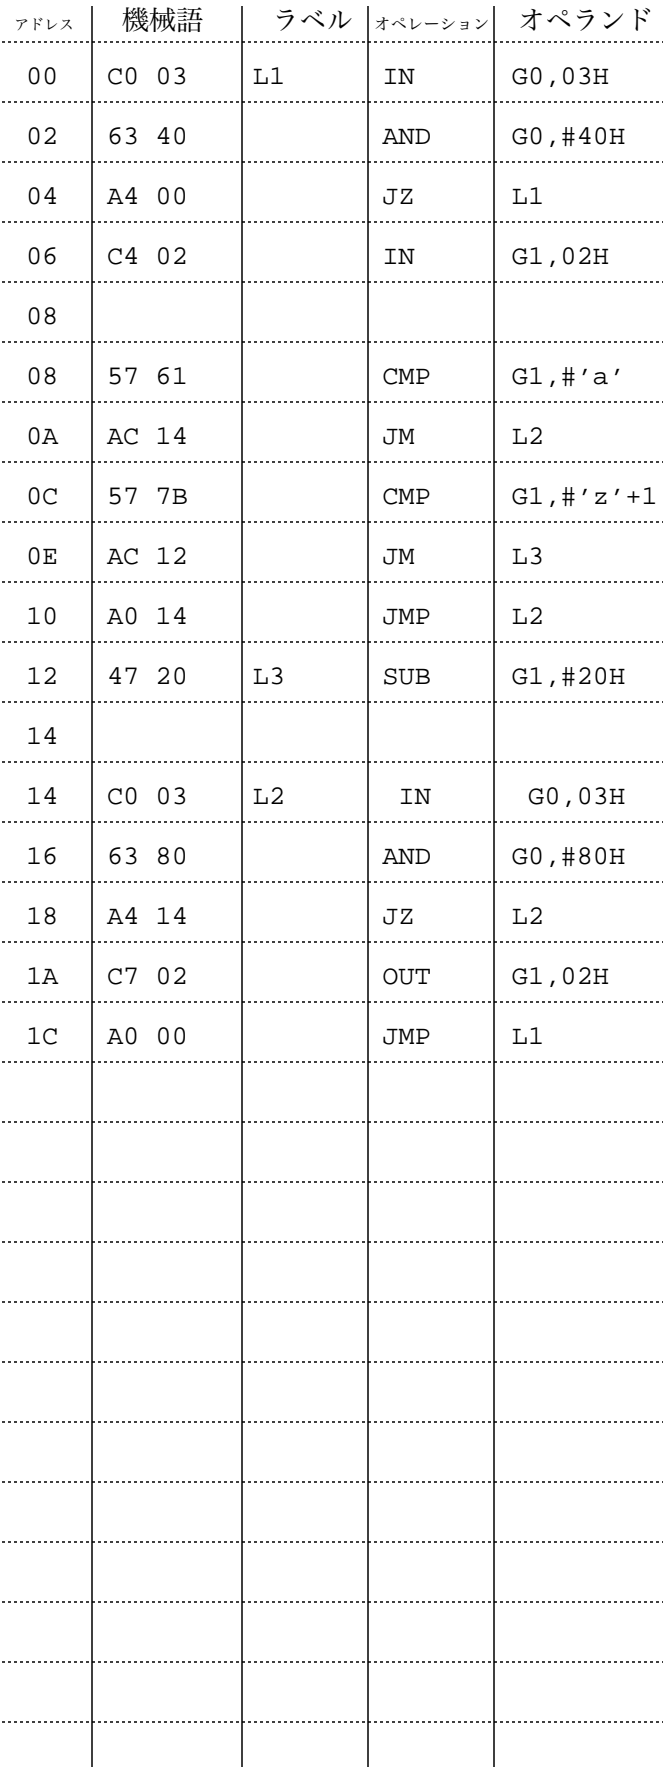 アドレス 機械語 ラベル オペレーション オペランド
00 C0 03 L1 IN G0,03H
02 63 40 AND G0,#40H
04 A4 00 JZ L1
06 C4 02 IN G1,02H
08
08 57 61 CMP G1,#'a'
0A AC 14 JM L2
0C 57 7B CMP G1,#'z'+1
0E AC 12 JM L3
10 A0 14 JMP L2
12 47 20 L3 SUB G1,#20H
14
14 C0 03 L2 IN G0,03H
16 63 80 AND G0,#80H
18 A4 14 JZ L2
1A C7 02 OUT G1,02H
1C A0 00 JMP L1